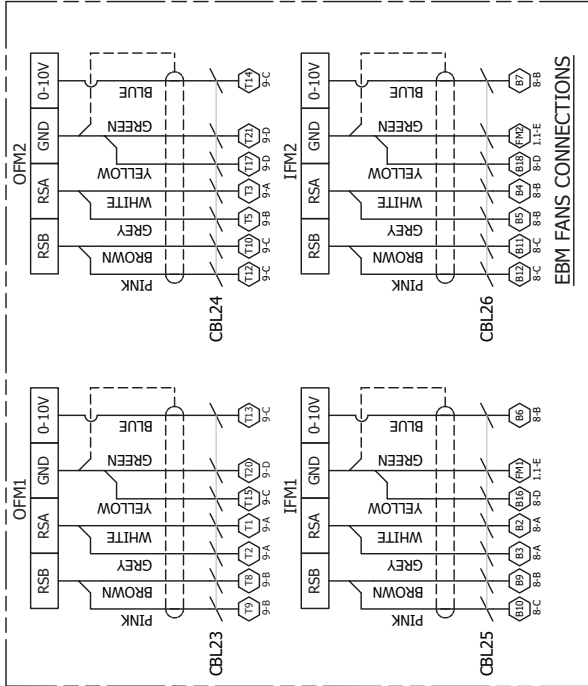 OFM1
RSB RSA GND 0-10V
PINK
BROWN
GREY
WHITE
YELLOW
GREEN
BLUE
CBL23
T9 T8 T2 T1 T15 T20 T13
9-B 9-B 9-A 9-A 9-C 9-D 9-C
OFM2
RSB RSA GND 0-10V
PINK
BROWN
GREY
WHITE
YELLOW
GREEN
BLUE
CBL24
T12 T10 T5 T3 T17 T21 T14
9-C 9-C 9-B 9-A 9-D 9-D 9-C
IFM1
RSB RSA GND 0-10V
PINK
BROWN
GREY
WHITE
YELLOW
GREEN
BLUE
CBL25
B10 B9 B3 B2 B16 FM1 B6
8-C 8-B 8-A 8-A 8-D 1.1-E 8-B
IFM2
RSB RSA GND 0-10V
PINK
BROWN
GREY
WHITE
YELLOW
GREEN
BLUE
CBL26
B12 B11 B5 B4 B18 FM2 B7
8-C 8-C 8-B 8-B 8-D 1.1-E 8-B
EBM FANS CONNECTIONS